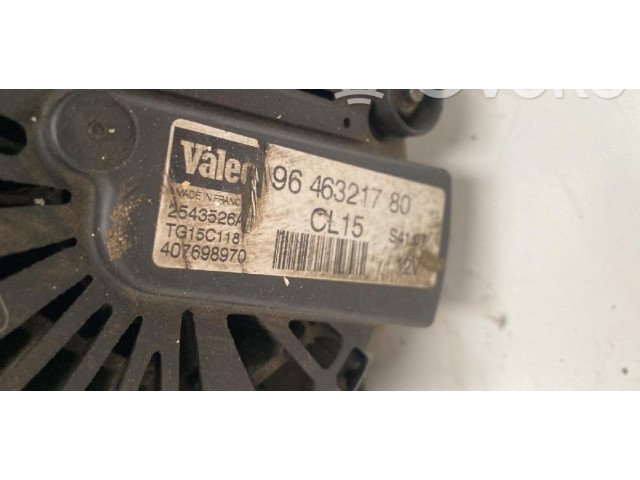 Valeo
MADE IN FRANCE
2543526A
TG15C118
407698970
96 463217 80
CL15
12V